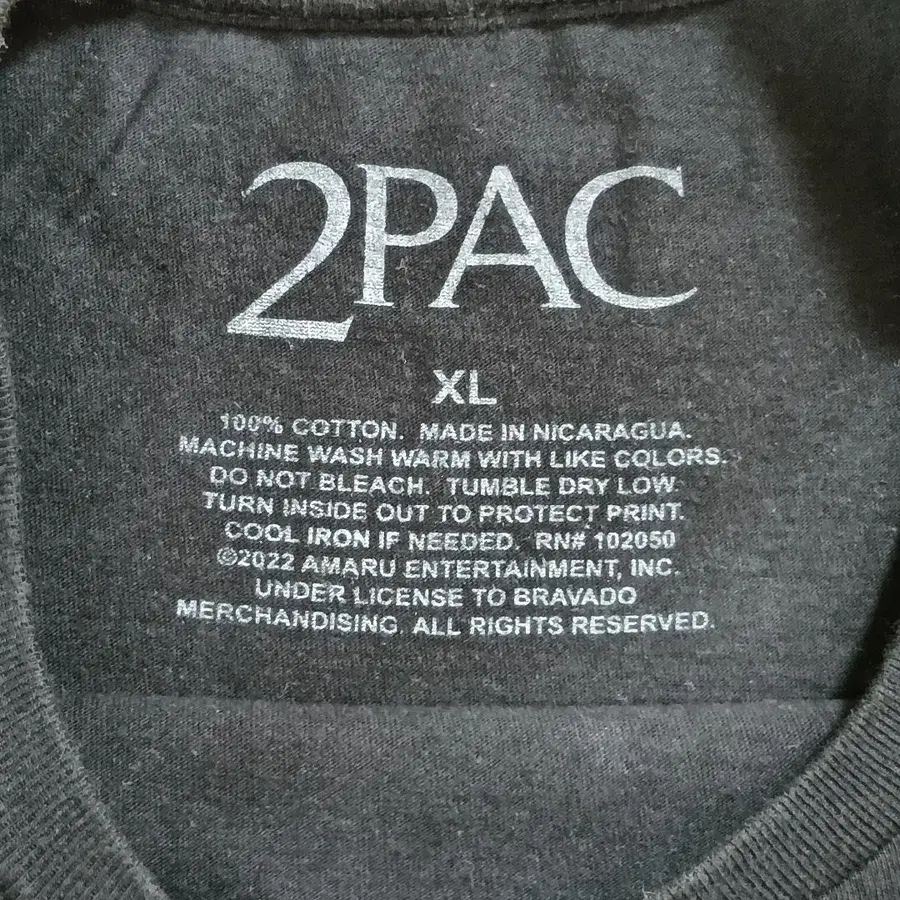 2PAC
XL
100% COTTON. MADE IN NICARAGUA.
MACHINE WASH WARM WITH LIKE COLORS.
DO NOT BLEACH. TUMBLE DRY LOW.
TURN INSIDE OUT TO PROTECT PRINT.
COOL IRON IF NEEDED. RN# 102050
©2022 AMARU ENTERTAINMENT, INC.
UNDER LICENSE TO BRAVADO
MERCHANDISING. ALL RIGHTS RESERVED.